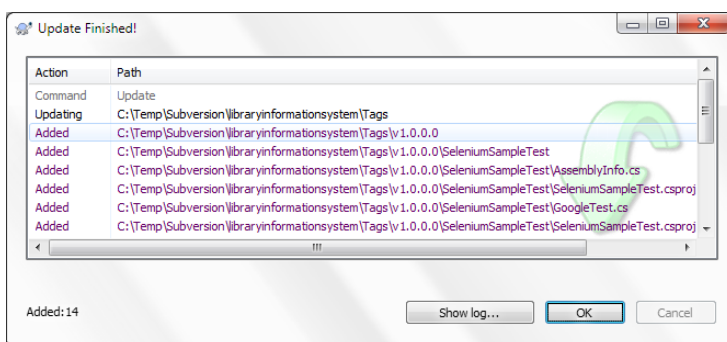 Update Finished!
Action Path
Command Update
Updating C:\Temp\Subversion\libraryinformationsystem\Tags
Added C:\Temp\Subversion\libraryinformationsystem\Tags\v1.0.0.0
Added C:\Temp\Subversion\libraryinformationsystem\Tags\v1.0.0.0\SeleniumSampleTest
Added C:\Temp\Subversion\libraryinformationsystem\Tags\v1.0.0.0\SeleniumSampleTest\AssemblyInfo.cs
Added C:\Temp\Subversion\libraryinformationsystem\Tags\v1.0.0.0\SeleniumSampleTest\SeleniumSampleTest.csproj
Added C:\Temp\Subversion\libraryinformationsystem\Tags\v1.0.0.0\SeleniumSampleTest\GoogleTest.cs
Added C:\Temp\Subversion\libraryinformationsystem\Tags\v1.0.0.0\SeleniumSampleTest\SeleniumSampleTest.csproj
Added:14 Show log... OK Cancel